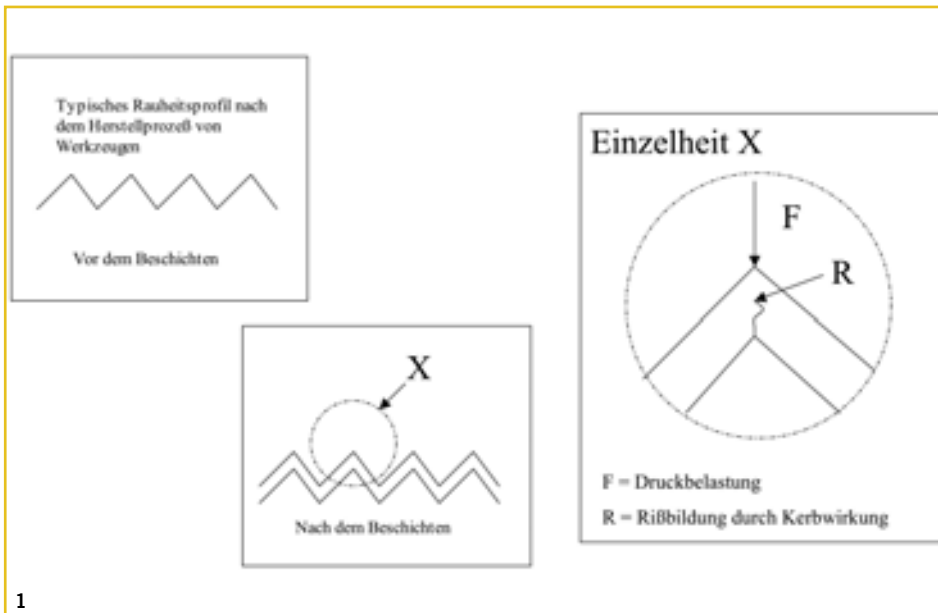 Typisches Rauheitsprofil nach
dem Herstellprozeß von
Werkzeugen
Vor dem Beschichten
X
Nach dem Beschichten
Einzelheit X
F
R
F = Druckbelastung
R = Rißbildung durch Kerbwirkung
1